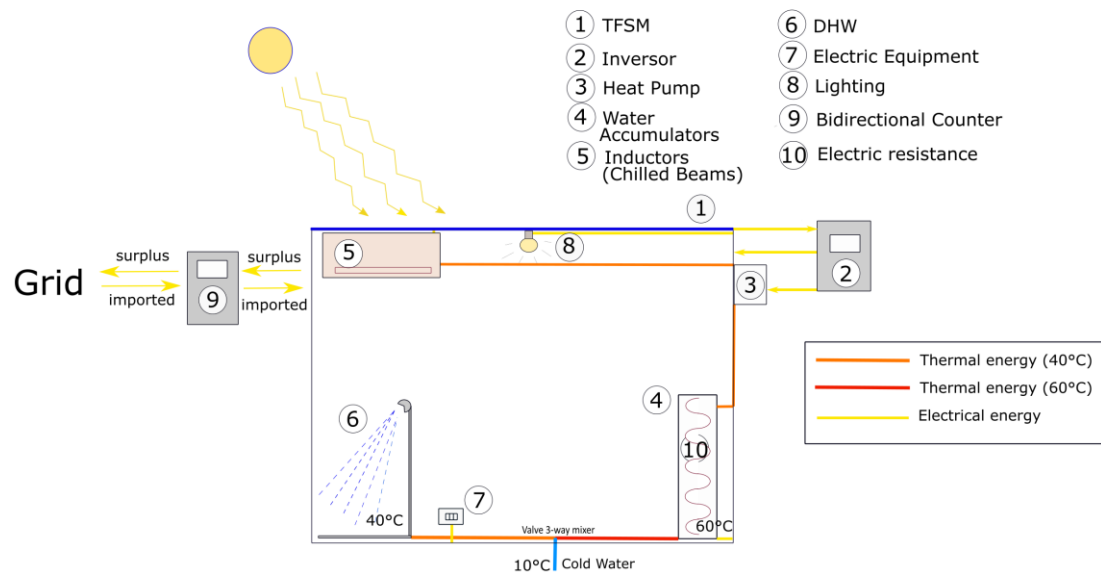 1 TFSM
2 Inversor
3 Heat Pump
4 Water
Accumulators
5 Inductors
(Chilled Beams)
6 DHW
7 Electric Equipment
8 Lighting
9 Bidirectional Counter
10 Electric resistance
1
5
8
3
2
surplus
surplus
Grid
9
imported
imported
Thermal energy (40°C)
Thermal energy (60°C)
Electrical energy
4
6
10
7
40°C
Valve 3-way mixer
60°C
10°C
Cold Water